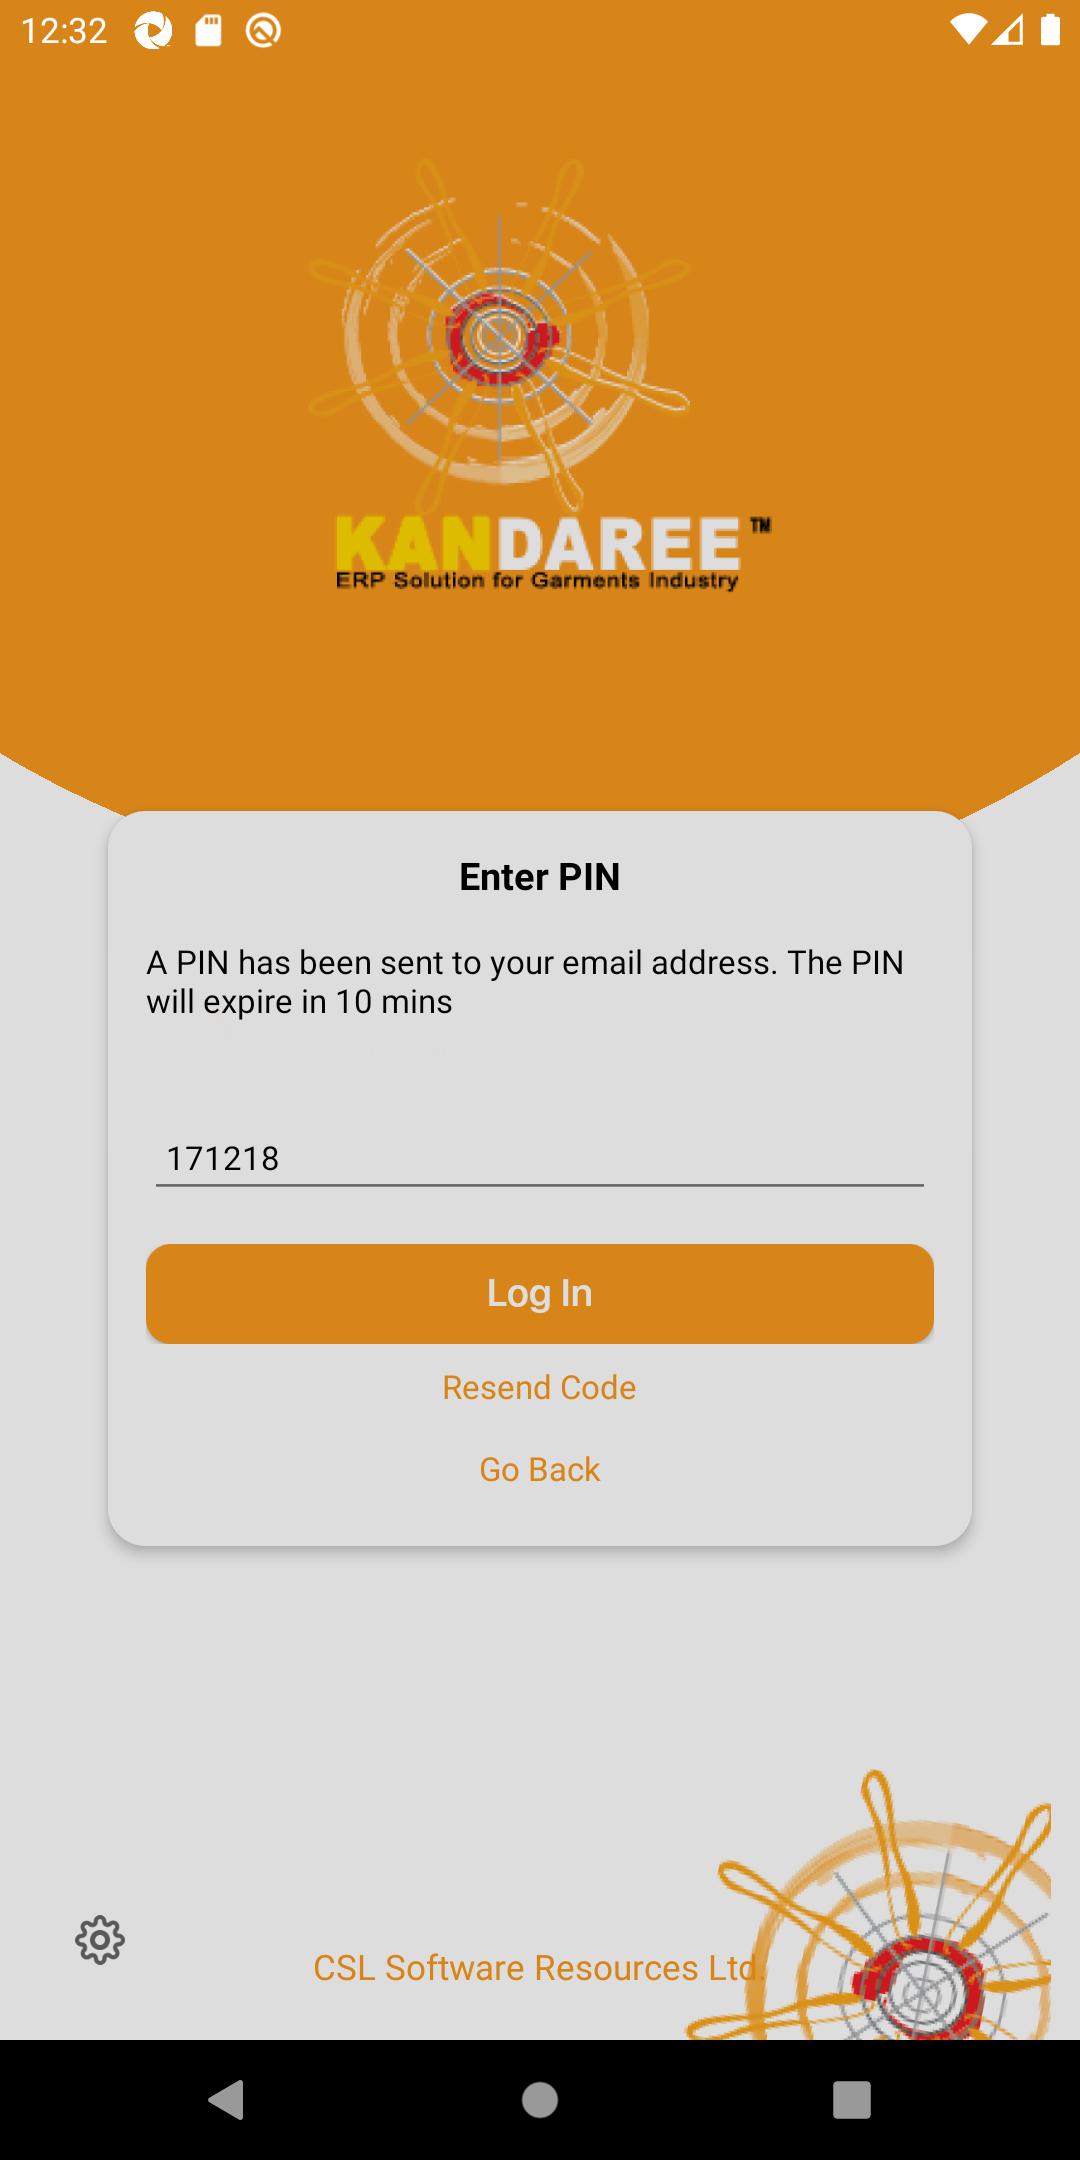 12:32
KANDAREE™
ERP Solution for Garments Industry
Enter PIN
A PIN has been sent to your email address. The PIN
will expire in 10 mins
171218
Log In
Resend Code
Go Back
CSL Software Resources Ltd.